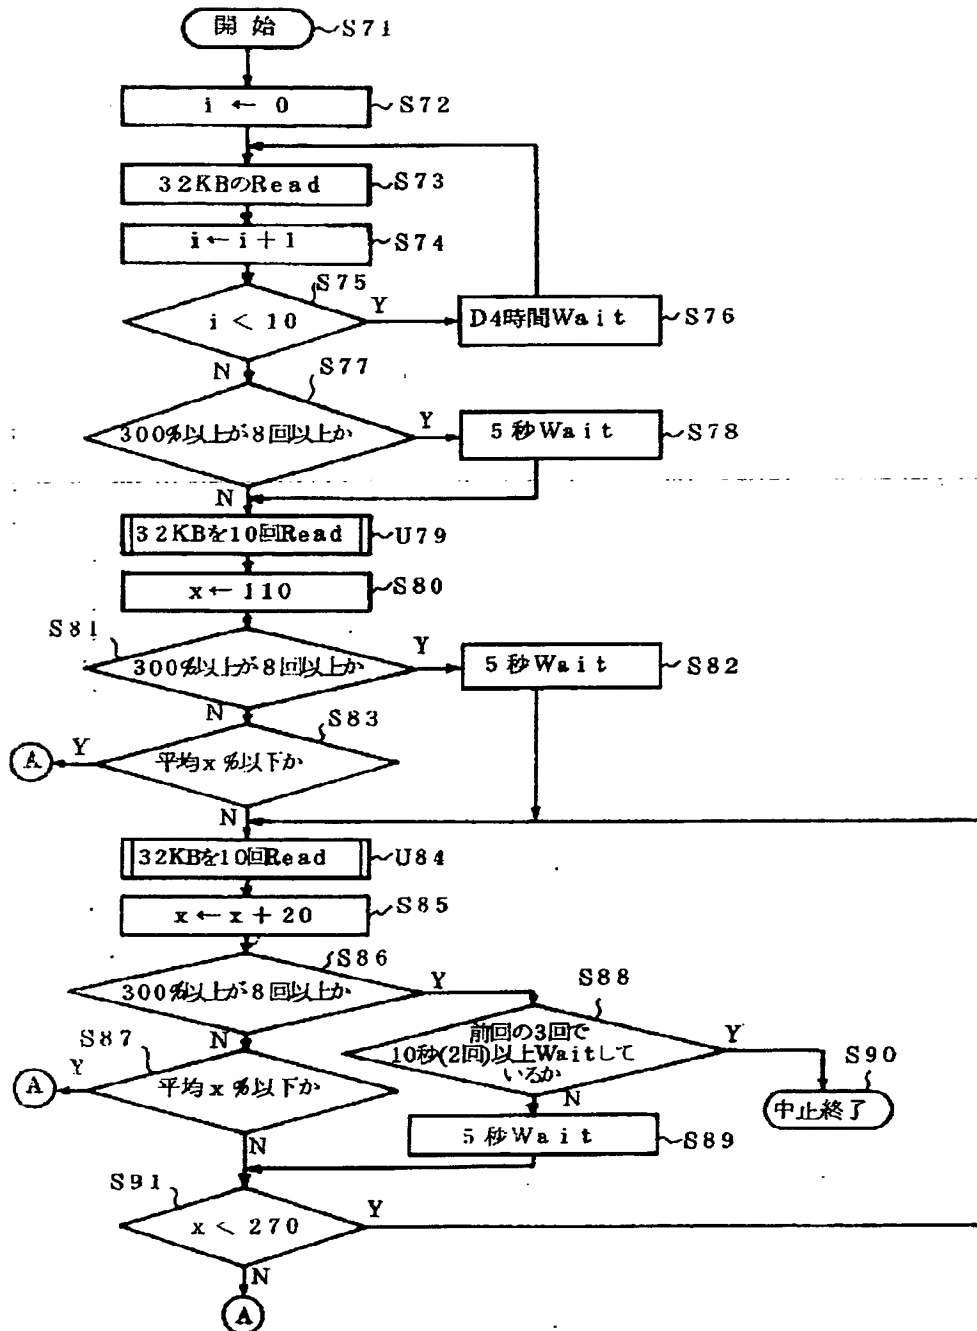 開始
S71
i ← 0
S72
32KBのRead
S73
i←i+1
S74
S75
i < 10
Y
D4時間Wait
S76
N
S77
300%以上が8回以上か
Y
5秒Wait
S78
N
32KBを10回Read
U79
x←110
S80
S81
300%以上が8回以上か
Y
5秒Wait
S82
N
S83
平均x%以下か
Y
A
N
32KBを10回Read
U84
x←x+20
S85
S86
300%以上が8回以上か
Y
S88
前回の3回で
10秒(2回)以上Waitして
いるか
Y
S90
中止終了
N
S87
平均x%以下か
Y
A
N
5秒Wait
S89
N
S91
x < 270
Y
N
A